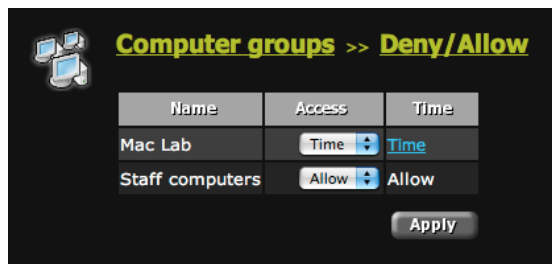 Computer groups >> Deny/Allow
Name Access Time
Mac Lab Time Time
Staff computers Allow Allow
Apply